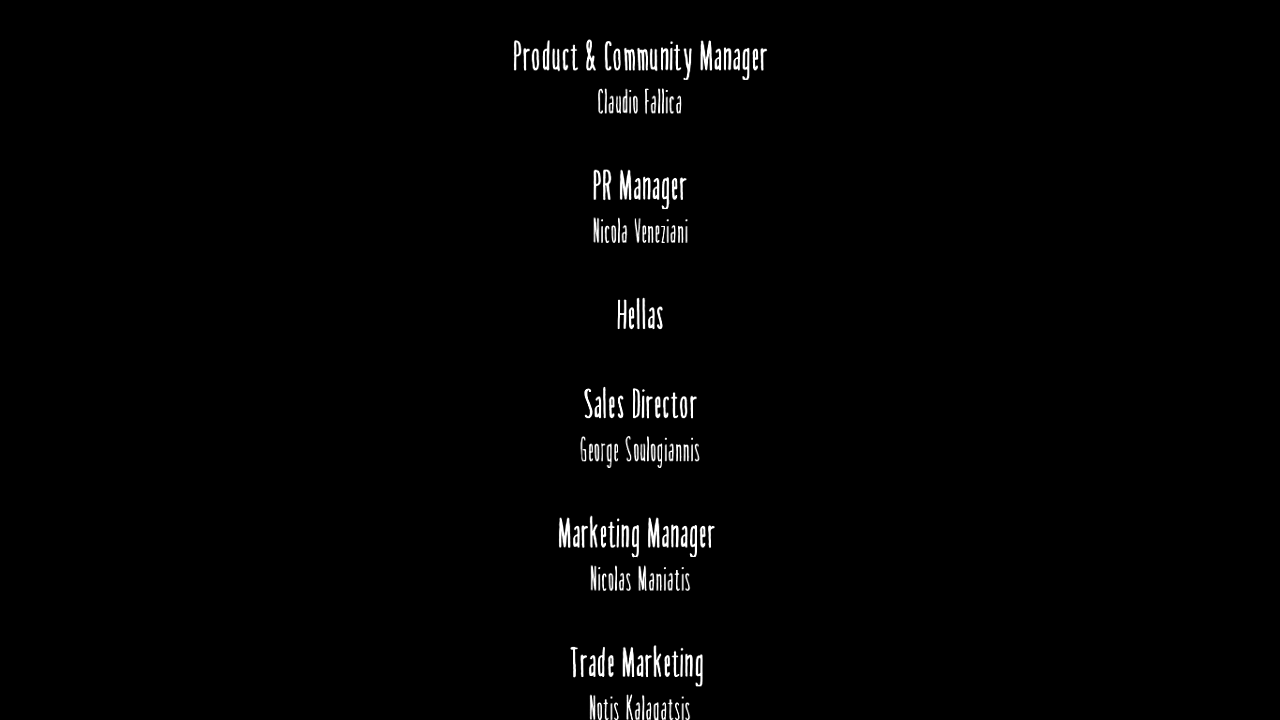 Product & Community Manager
Claudio Fallica
PR Manager
Nicola Veneziani
Hellas
Sales Director
George Soulogiannis
Marketing Manager
Nicolas Maniatis
Trade Marketing
Notis Kalagatsis